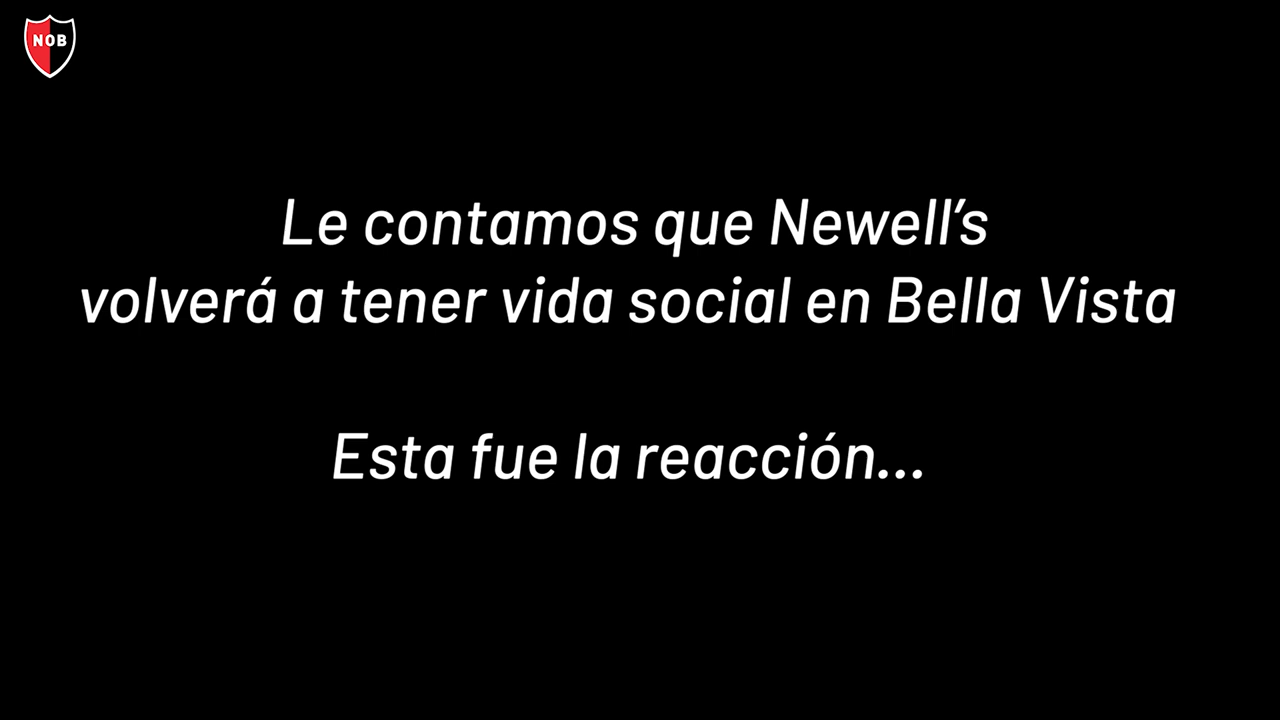 NOB
Le contamos que Newell’s
volverá a tener vida social en Bella Vista
Esta fue la reacción...